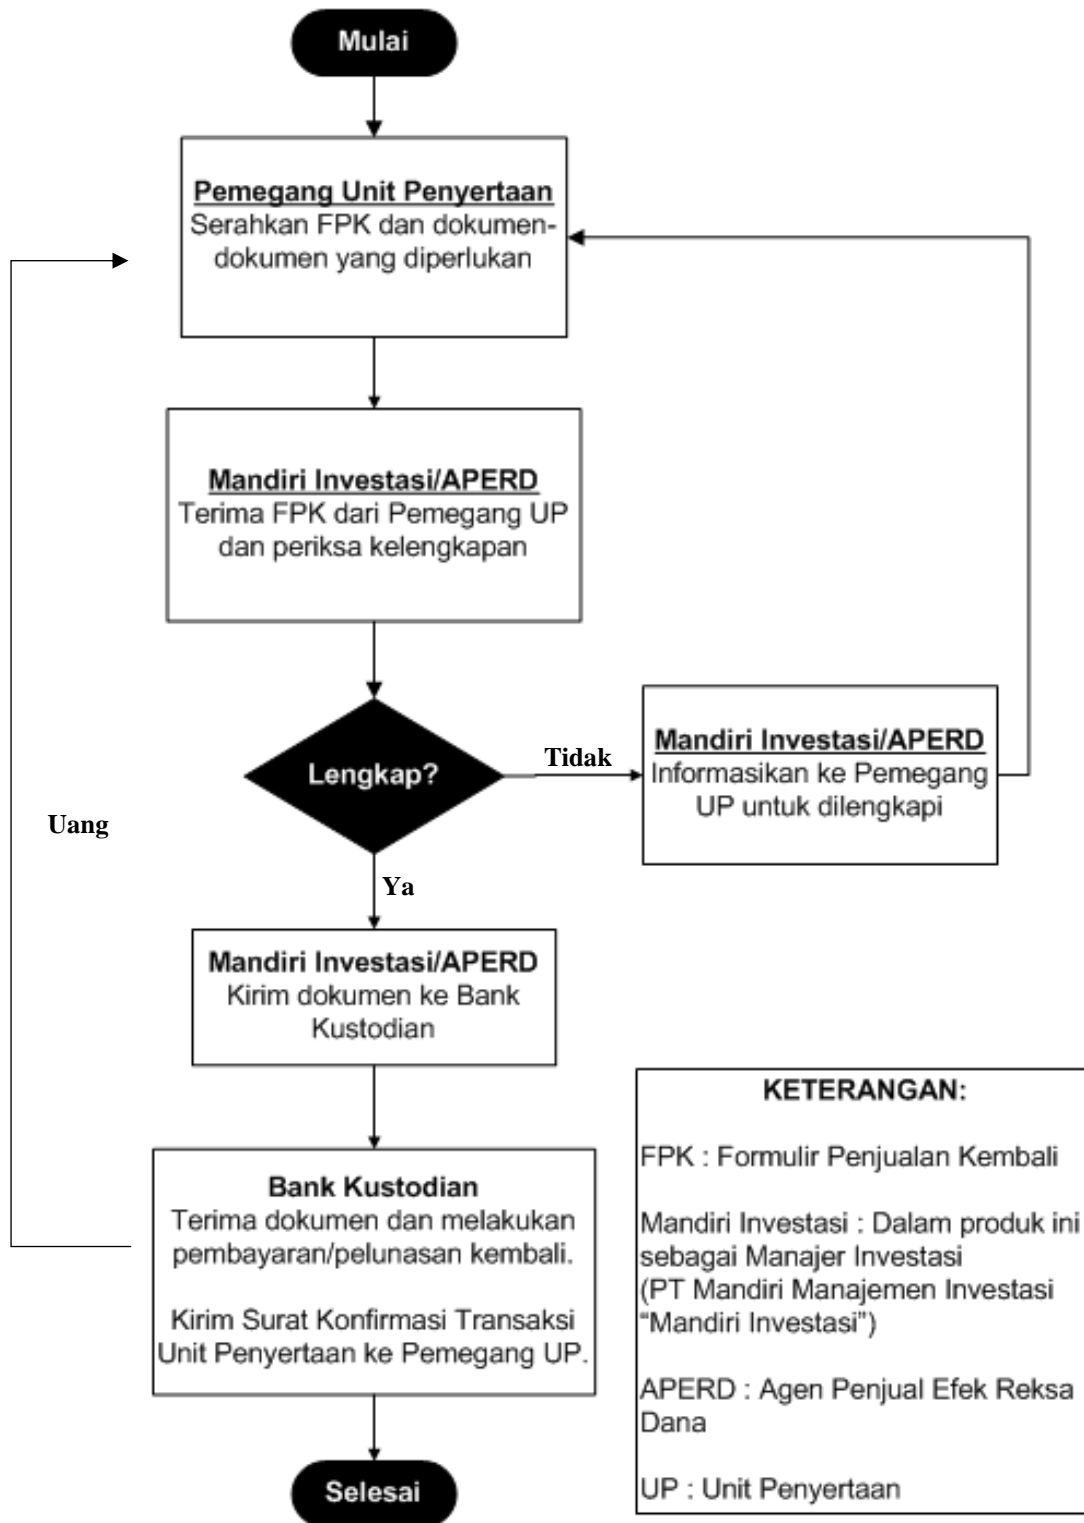 Mulai
Pemegang Unit Penyertaan
Serahkan FPK dan dokumen-
dokumen yang diperlukan
Mandiri Investasi/APERD
Terima FPK dari Pemegang UP
dan periksa kelengkapan
Lengkap?
Tidak
Mandiri Investasi/APERD
Informasikan ke Pemegang
UP untuk dilengkapi
Uang
Ya
Mandiri Investasi/APERD
Kirim dokumen ke Bank
Kustodian
Bank Kustodian
Terima dokumen dan melakukan
pembayaran/pelunasan kembali.
Kirim Surat Konfirmasi Transaksi
Unit Penyertaan ke Pemegang UP.
Selesai
KETERANGAN:
FPK : Formulir Penjualan Kembali
Mandiri Investasi : Dalam produk ini
sebagai Manajer Investasi
(PT Mandiri Manajemen Investasi
“Mandiri Investasi”)
APERD : Agen Penjual Efek Reksa
Dana
UP : Unit Penyertaan